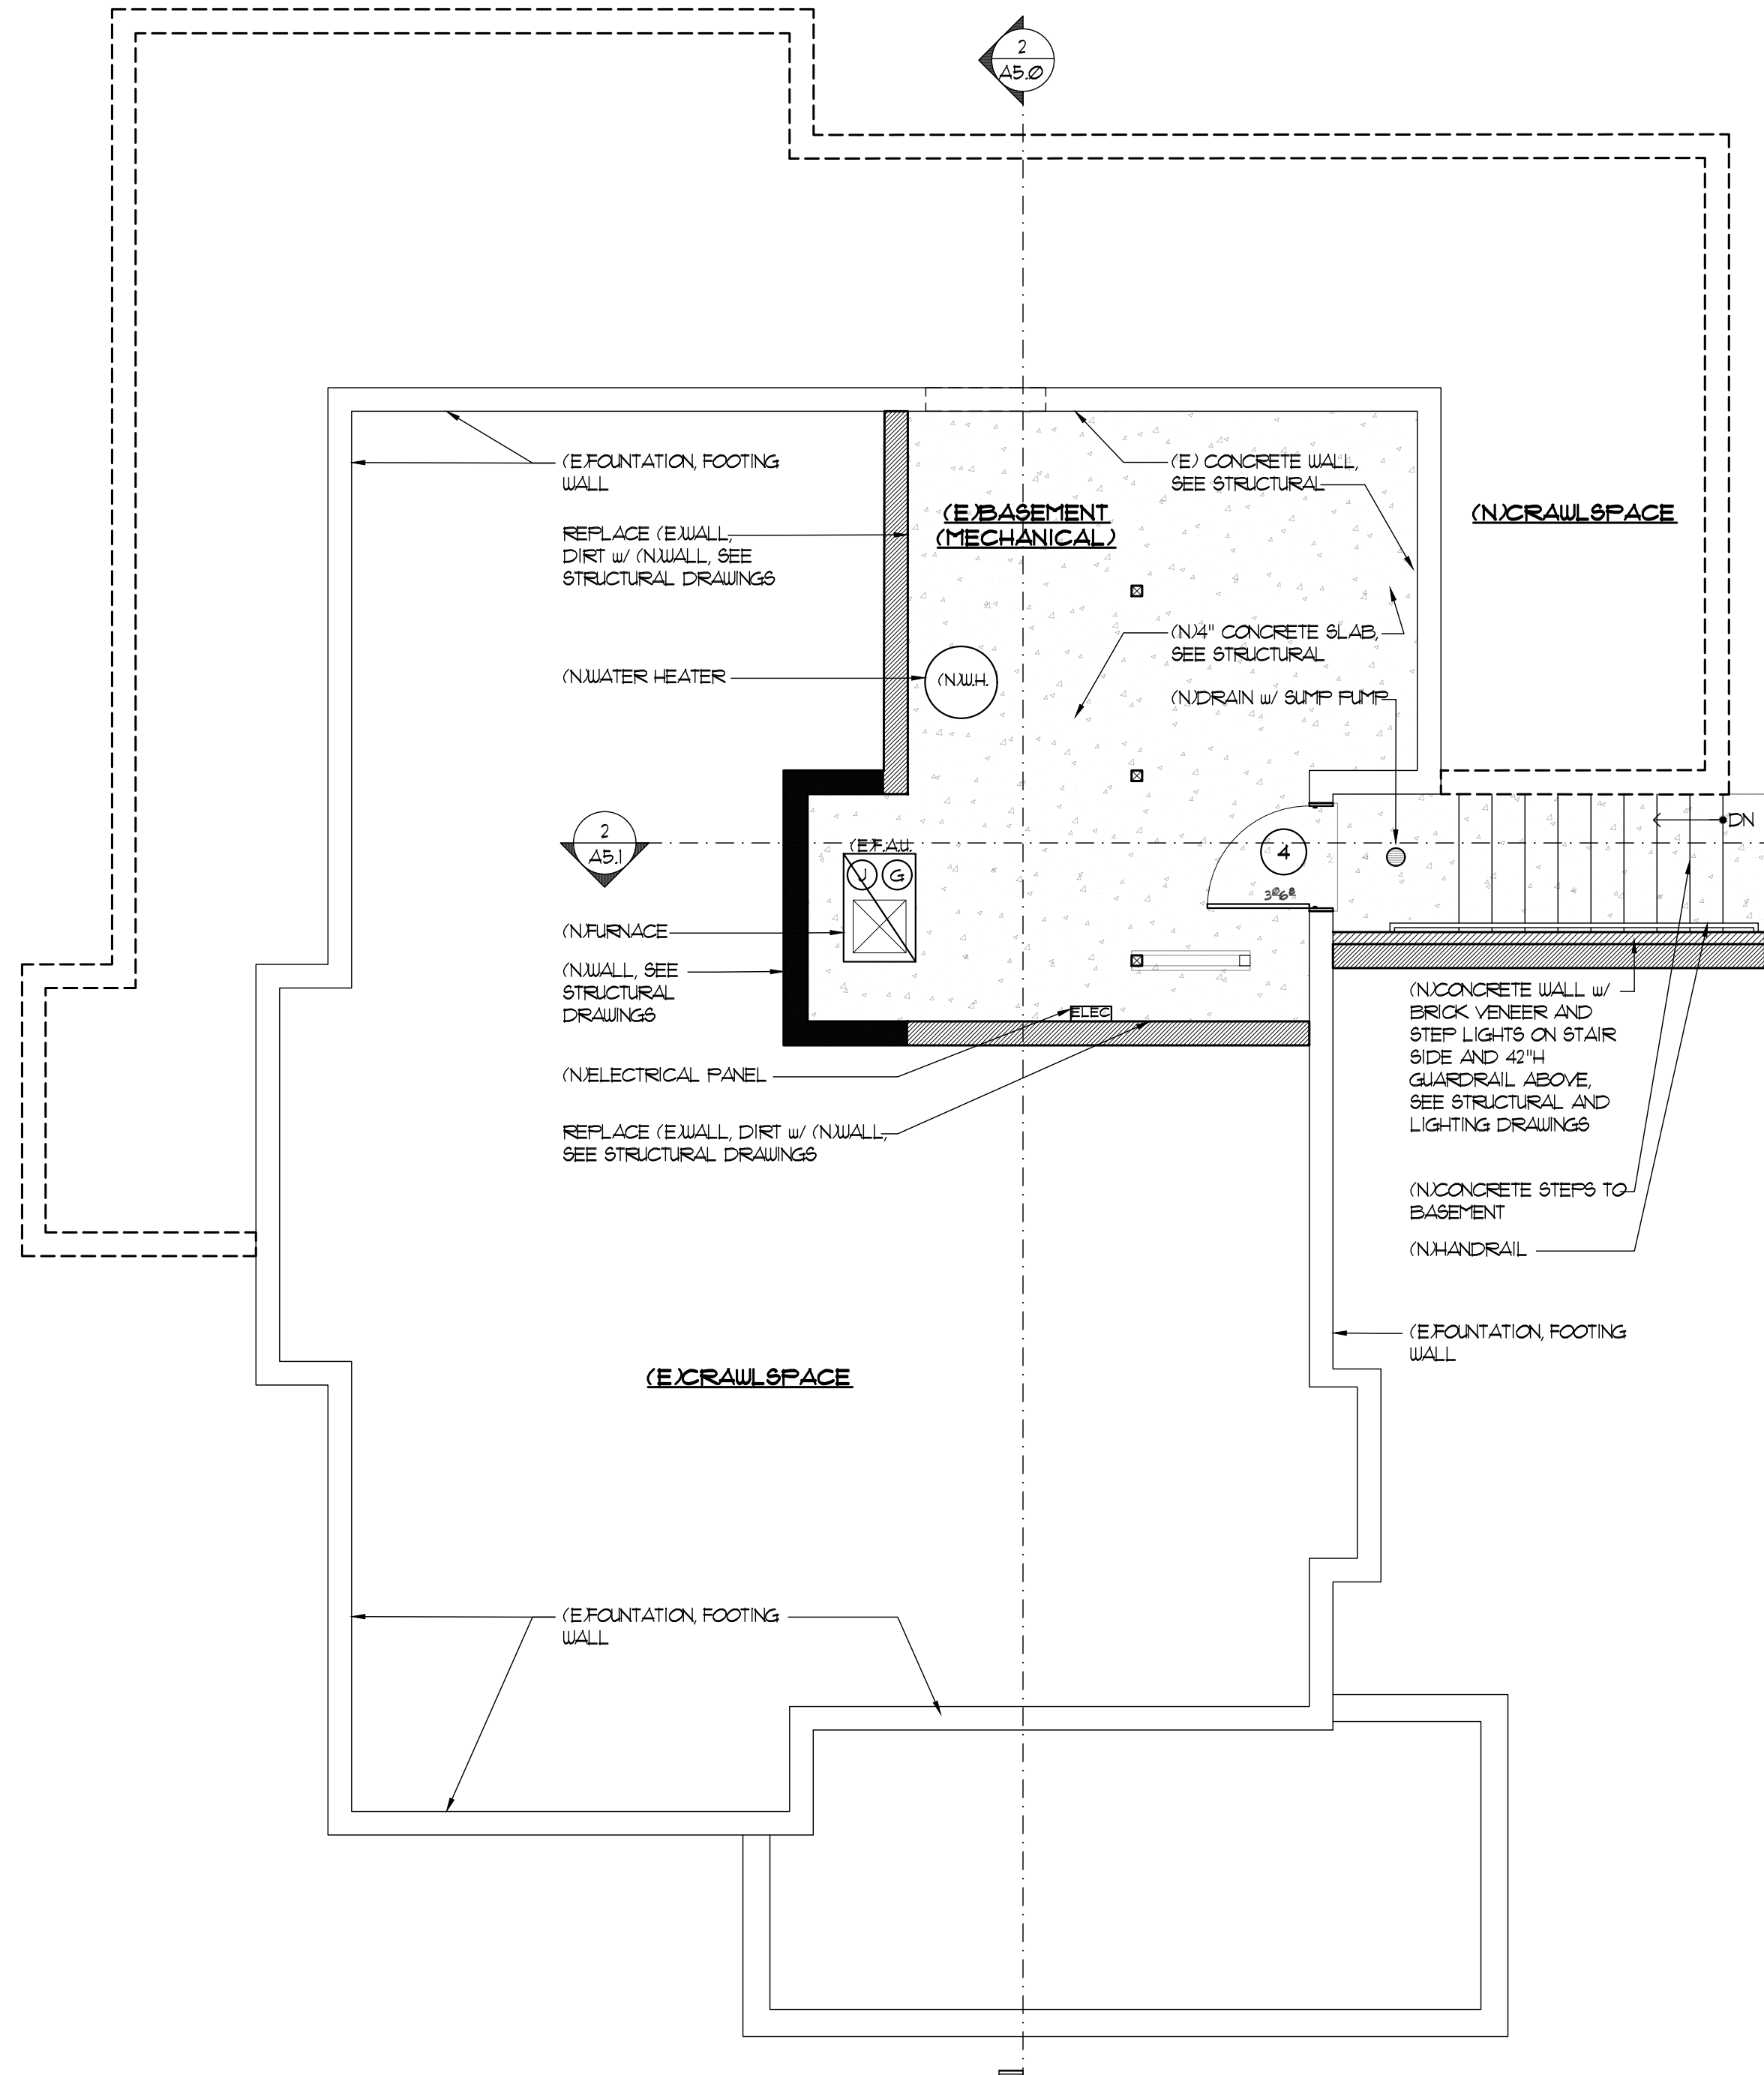 2
A5.0
(E)FOUNTATION, FOOTING
WALL
(E) CONCRETE WALL,
SEE STRUCTURAL
(E)BASEMENT
(MECHANICAL)
(N)CRAWLSPACE
REPLACE (E)WALL,
DIRT w/ (N)WALL, SEE
STRUCTURAL DRAWINGS
(N)4" CONCRETE SLAB,
SEE STRUCTURAL
(N)WATER HEATER
(N)W.H.
(N)DRAIN w/ SUMP PUMP
2
A5.1
(E)F.A.U.
J G
4
3068
DN
(N)FURNACE
(N)WALL, SEE
STRUCTURAL
DRAWINGS
ELEC
(N)ELECTRICAL PANEL
REPLACE (E)WALL, DIRT w/ (N)WALL,
SEE STRUCTURAL DRAWINGS
(N)CONCRETE WALL w/
BRICK VENEER AND
STEP LIGHTS ON STAIR
SIDE AND 42"H
GUARDRAIL ABOVE,
SEE STRUCTURAL AND
LIGHTING DRAWINGS
(N)CONCRETE STEPS TO
BASEMENT
(N)HANDRAIL
(E)FOUNTATION, FOOTING
WALL
(E)CRAWLSPACE
(E)FOUNTATION, FOOTING
WALL